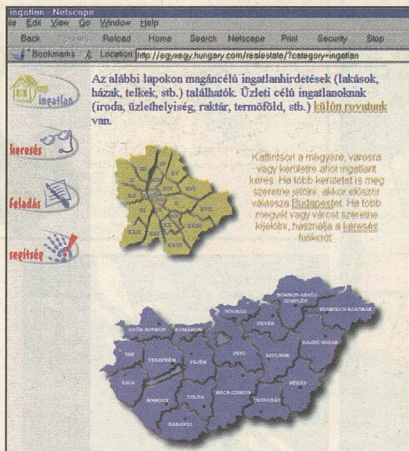 ingatlan - Netscape
Edit View Go Window Help
Back Reload Home Search Netscape Print Security Stop
Bookmarks Location http://egyxegy.hungary.com/realestate/?category=ingatlan
ingatlan
keresés
feladás
segítség
Az alábbi lapokon magáncélú ingatlanhirdetések (lakások,
házak, telkek, stb.) találhatók. Üzleti célú ingatlanoknak
(iroda, üzlethelyiség, raktár, termőföld, stb.) külön rovatunk
van.
Kattintson a megyére, városra
vagy kerületre ahol ingatlant
keres. Ha több kerületet is meg
szeretne jelölni, akkor először
válassza Budapestet. Ha több
megyét vagy várost szeretne
kijelölni, használja a keresés
funkciót.
XVII
XXIII
BORSOD-ABAÚJ-
ZEMPLÉN
SZABOLCS-SZATMÁR
NÓGRÁD
HEVES
GYŐR-SOPRON
KOMÁROM
HAJDÚ-BIHAR
VAS
VESZPRÉM
FEJÉR
PEST
SZOLNOK
ZALA
SOMOGY
TOLNA
BÁCS-KISKUN
CSONGRÁD
BÉKÉS
BARANYA